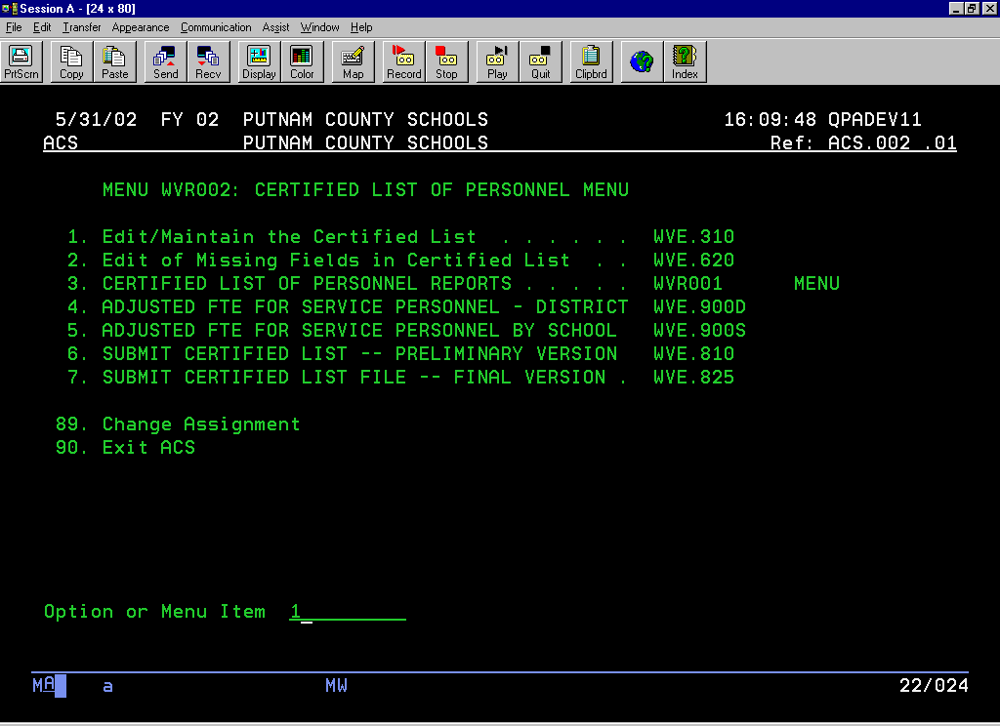 Session A - [24 x 80]
File Edit Transfer Appearance Communication Assist Window Help
PrtScrn Copy Paste Send Recv Display Color Map Record Stop Play Quit Clipbrd Index
5/31/02 FY 02 PUTNAM COUNTY SCHOOLS 16:09:48 QPADEV11
ACS PUTNAM COUNTY SCHOOLS Ref: ACS.002 .01
MENU WVR002: CERTIFIED LIST OF PERSONNEL MENU
1. Edit/Maintain the Certified List . . . . . . WVE.310
2. Edit of Missing Fields in Certified List . . WVE.620
3. CERTIFIED LIST OF PERSONNEL REPORTS . . . . . WVR001 MENU
4. ADJUSTED FTE FOR SERVICE PERSONNEL - DISTRICT WVE.900D
5. ADJUSTED FTE FOR SERVICE PERSONNEL BY SCHOOL WVE.900S
6. SUBMIT CERTIFIED LIST -- PRELIMINARY VERSION WVE.810
7. SUBMIT CERTIFIED LIST FILE -- FINAL VERSION . WVE.825
89. Change Assignment
90. Exit ACS
Option or Menu Item 1
MA a MW 22/024